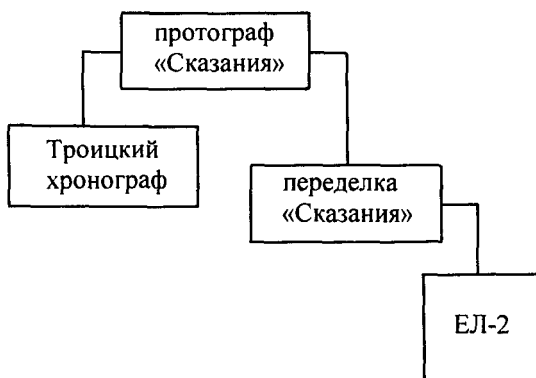 протограф
«Сказания»
Троицкий
хронограф
переделка
«Сказания»
ЕЛ-2